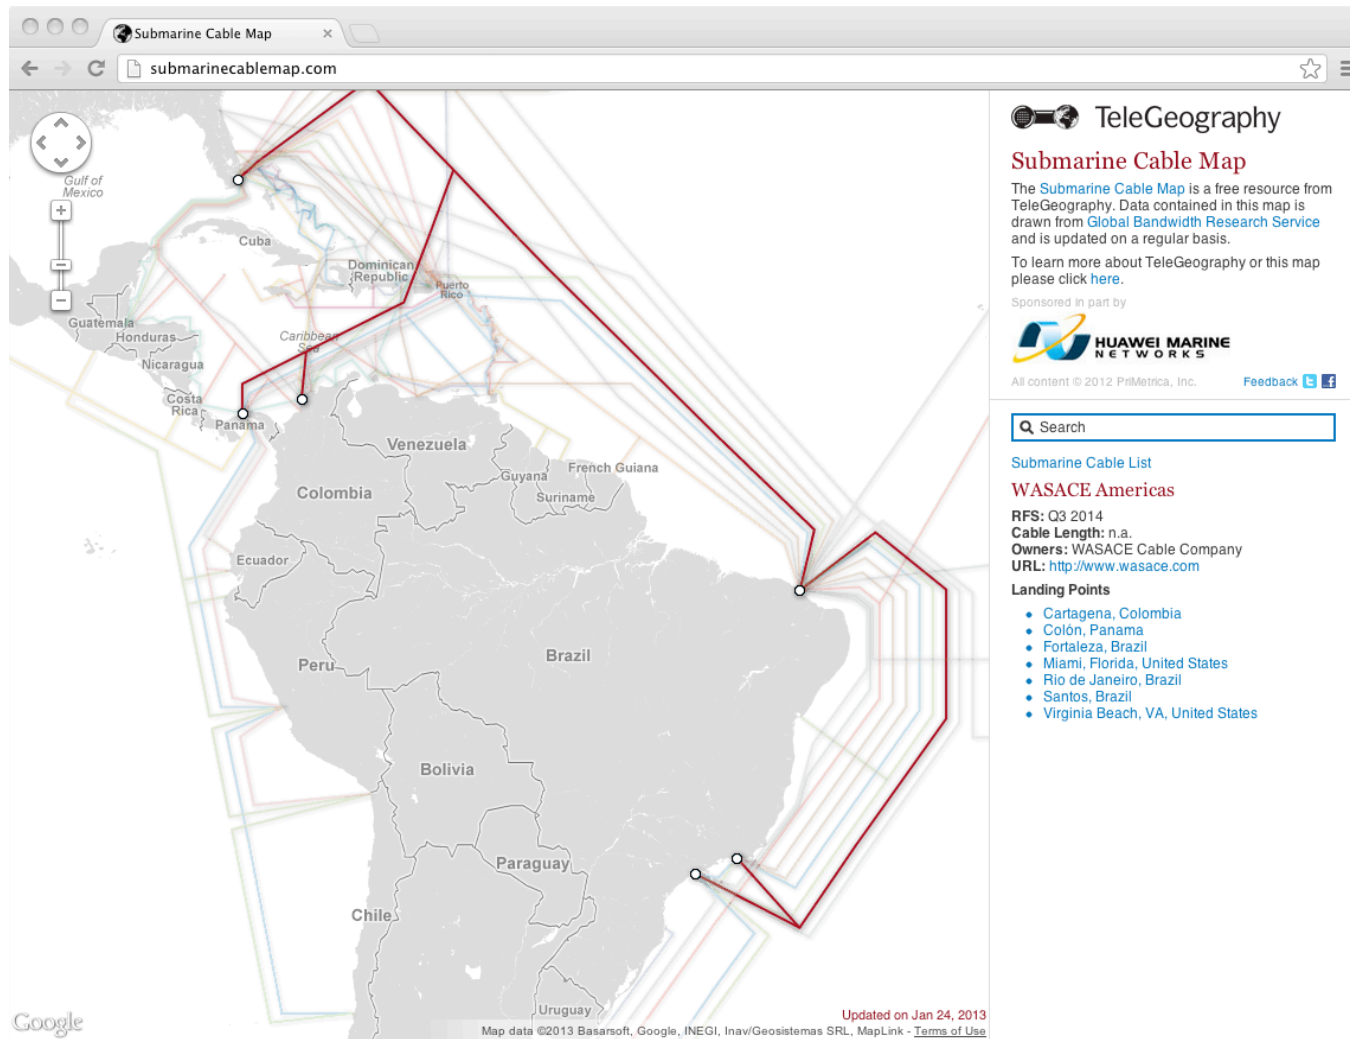 Submarine Cable Map
submarinecablemap.com
Gulf of
Mexico
Cuba
Dominican
Republic
Puerto
Rico
Guatemala
Honduras
Caribbean
Sea
Nicaragua
Costa
Rica
Panama
Venezuela
Guyana
French Guiana
Suriname
Colombia
Ecuador
Peru
Brazil
Bolivia
Paraguay
Chile
Uruguay
Google
Updated on Jan 24, 2013
Map data ©2013 Basarsoft, Google, INEGI, Inav/Geosistemas SRL, MapLink - Terms of Use
TeleGeography
Submarine Cable Map
The Submarine Cable Map is a free resource from
TeleGeography. Data contained in this map is
drawn from Global Bandwidth Research Service
and is updated on a regular basis.
To learn more about TeleGeography or this map
please click here.
Sponsored in part by
HUAWEI MARINE
NETWORKS
All content © 2012 PriMetrica, Inc.
Feedback
Search
Submarine Cable List
WASACE Americas
RFS: Q3 2014
Cable Length: n.a.
Owners: WASACE Cable Company
URL: http://www.wasace.com
Landing Points
Cartagena, Colombia
Colón, Panama
Fortaleza, Brazil
Miami, Florida, United States
Rio de Janeiro, Brazil
Santos, Brazil
Virginia Beach, VA, United States